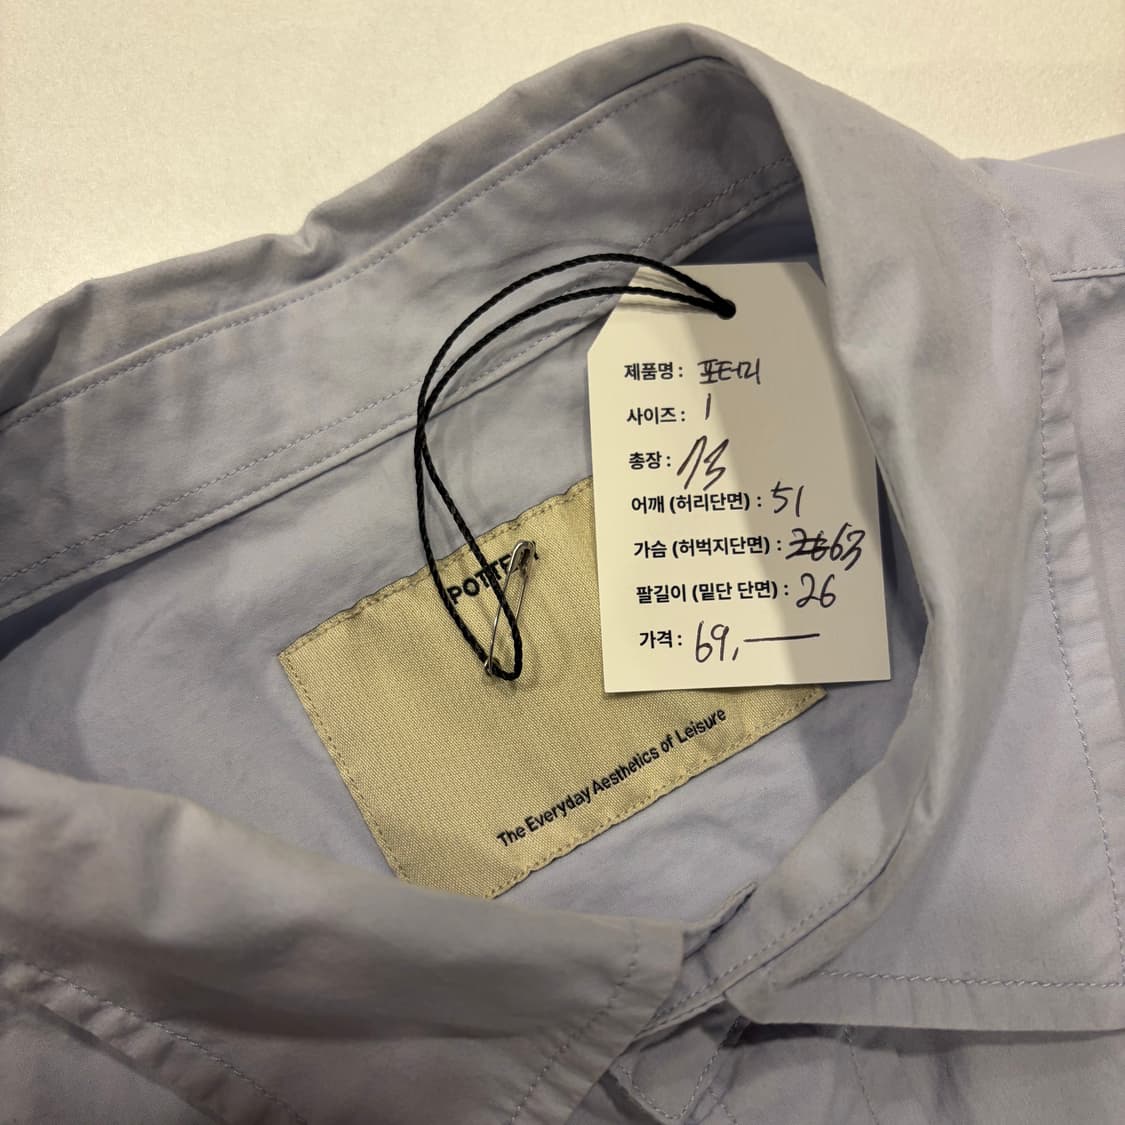 제품명 : 포터리
사이즈 : 1
총장 : 73
어깨 (허리단면) : 51
가슴 (허벅지단면) : 63
팔길이 (밑단 단면) : 26
가격 : 69,—
The Everyday Aesthetics of Leisure